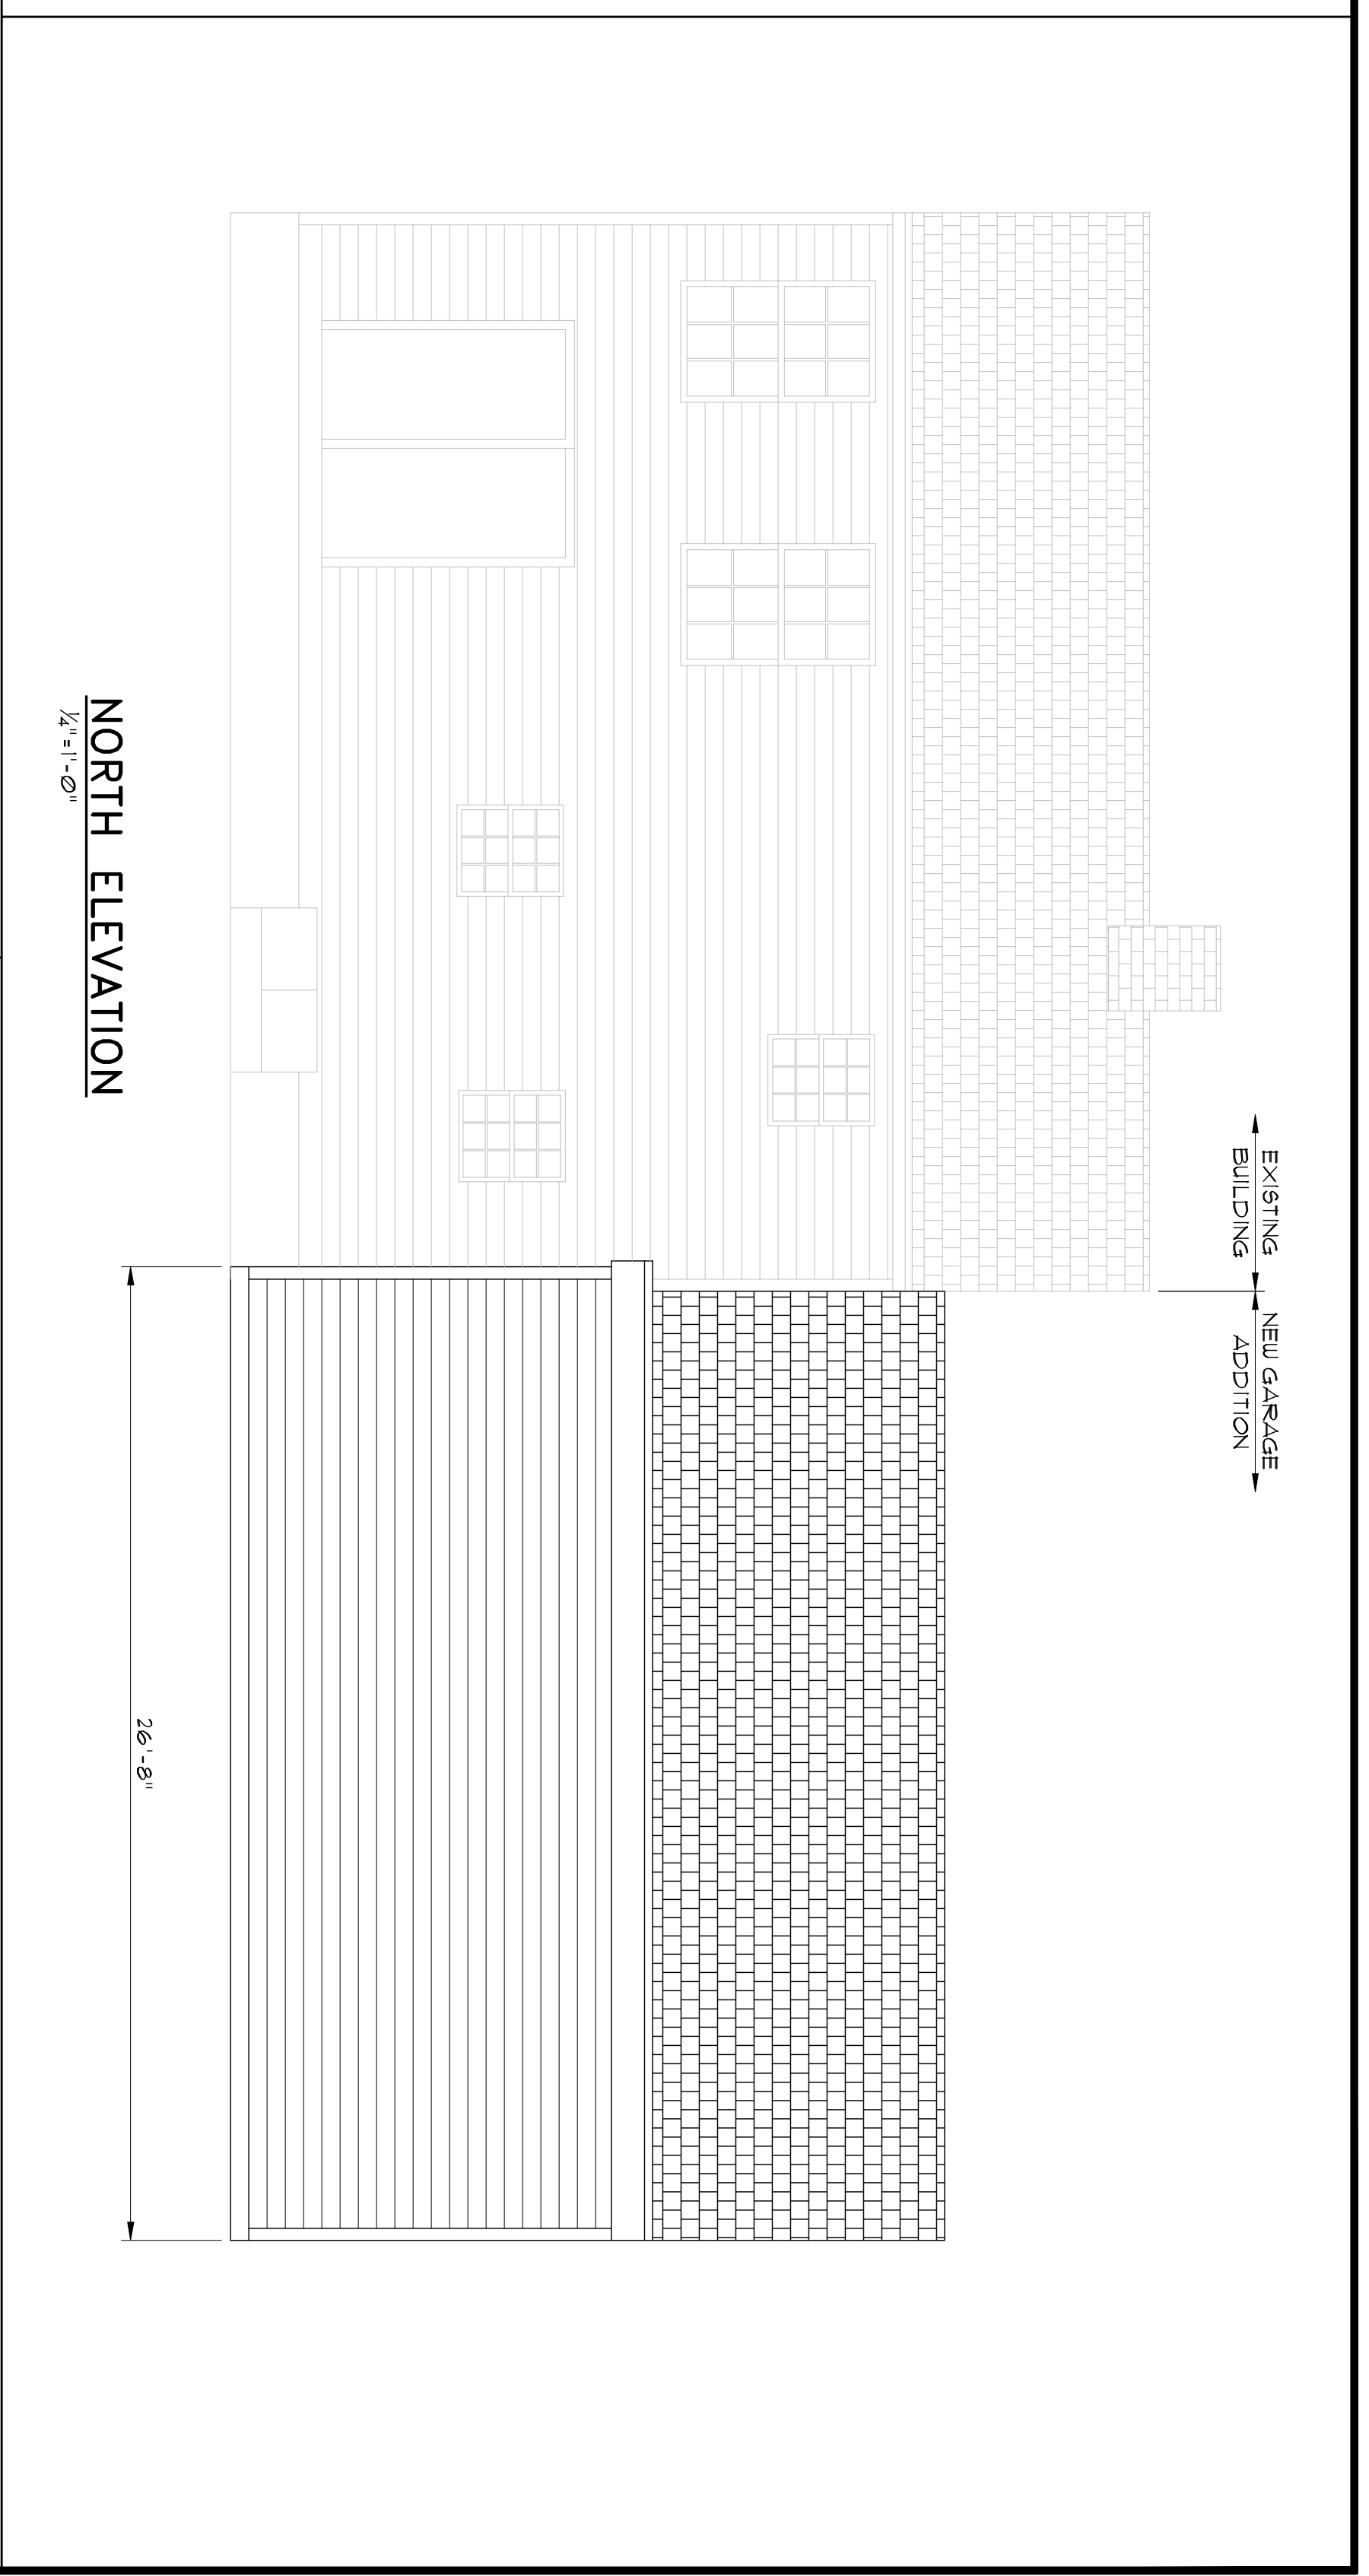 EXISTING
BUILDING
NEW GARAGE
ADDITION
26'-8"
NORTH ELEVATION
¼" = 1'-0"